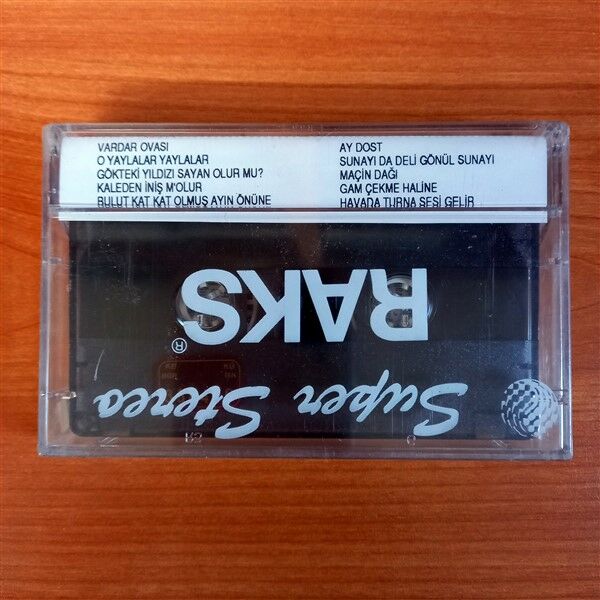 VARDAR OVASI
O YAYLALAR YAYLALAR
GÖKTEKİ YILDIZI SAYAN OLUR MU?
KALEDEN İNİŞ M'OLUR
BULUT KAT KAT OLMUŞ AYIN ÖNÜNE
AY DOST
SUNAYI DA DELİ GÖNÜL SUNAYI
MAÇİN DAĞI
GAM ÇEKME HALİNE
HAVADA TURNA SESİ GELİR
Super Stereo
RAKS®